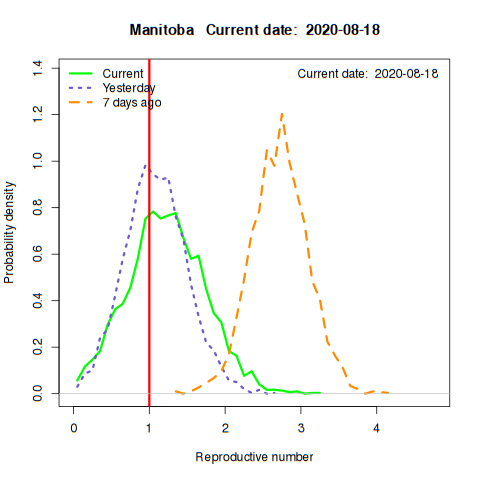 Manitoba Current date: 2020-08-18
Current
Yesterday
7 days ago
Current date: 2020-08-18
Probability density
1.4
1.2
1.0
0.8
0.6
0.4
0.2
0.0
0 1 2 3 4
Reproductive number